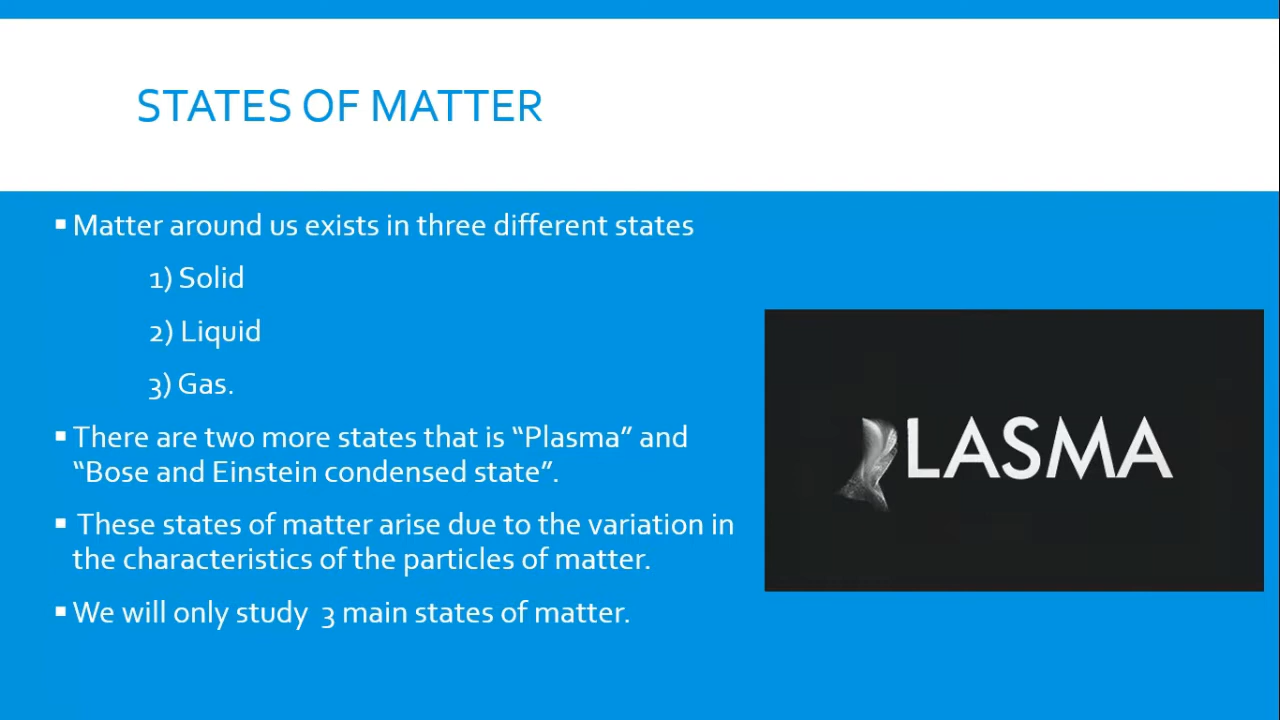 STATES OF MATTER
▪ Matter around us exists in three different states
1) Solid
2) Liquid
3) Gas.
▪ There are two more states that is “Plasma” and
“Bose and Einstein condensed state”.
▪ These states of matter arise due to the variation in
the characteristics of the particles of matter.
▪ We will only study 3 main states of matter.
PLASMA